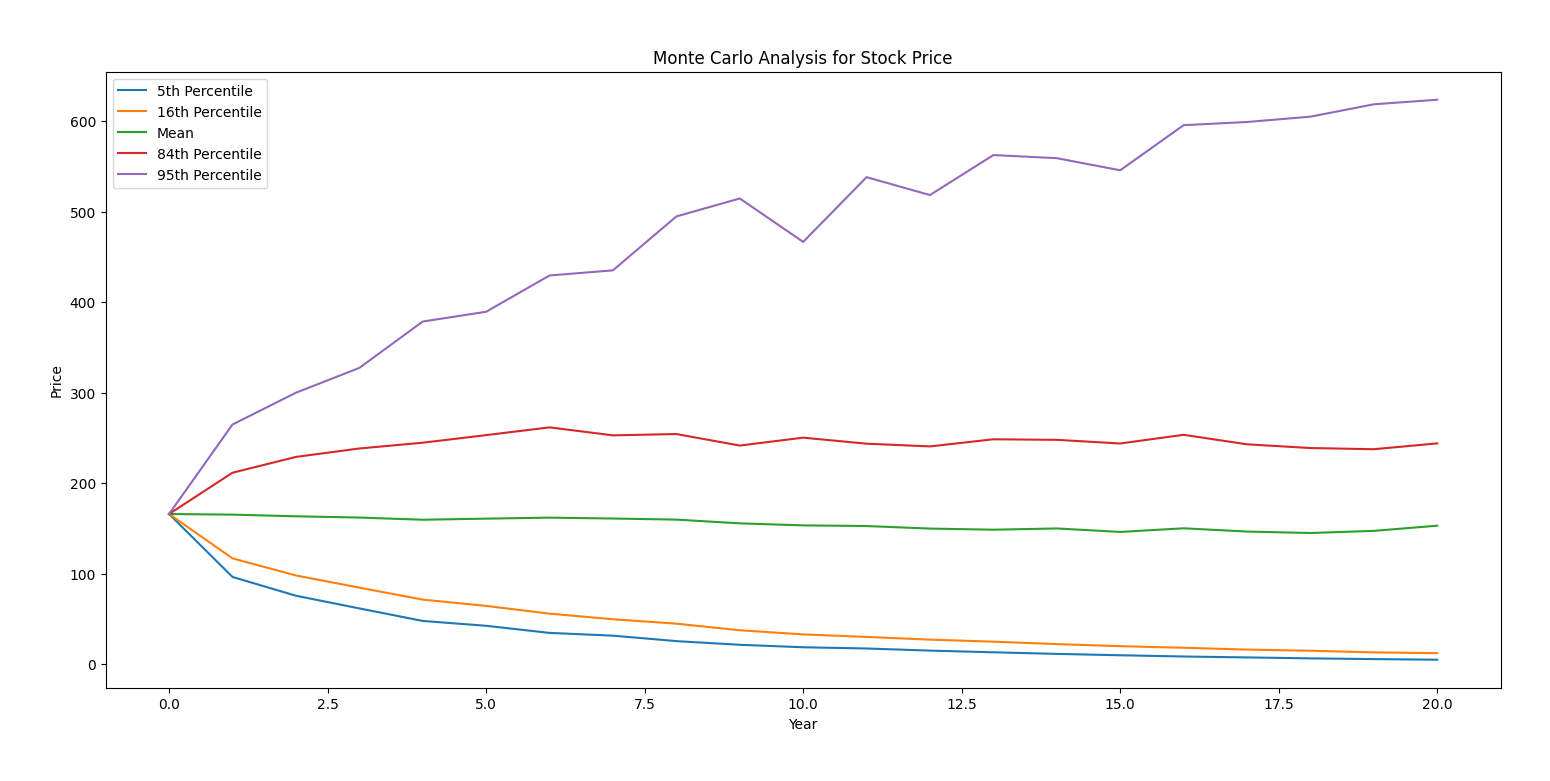 Monte Carlo Analysis for Stock Price
5th Percentile
16th Percentile
Mean
84th Percentile
95th Percentile
600
500
400
300
200
100
0
Price
0.0 2.5 5.0 7.5 10.0 12.5 15.0 17.5 20.0
Year